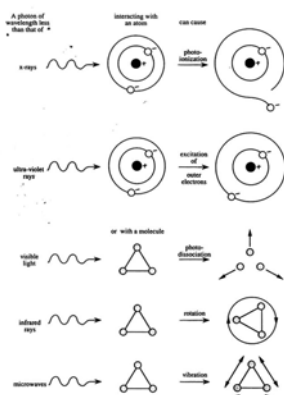 A photon of
wavelength less
than that of
interacting with
an atom
can cause
x-rays
photo-
ionization
ultra-violet
rays
excitation
of
outer
electrons
or with a molecule
visible
light
photo-
dissociation
infrared
rays
rotation
microwaves
vibration